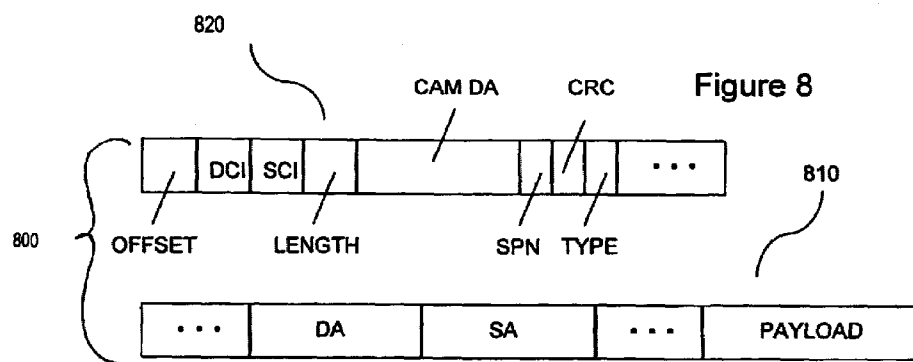 820
CAM DA
CRC
Figure 8
DCI
SCI
...
810
800
OFFSET
LENGTH
SPN
TYPE
...
DA
SA
...
PAYLOAD